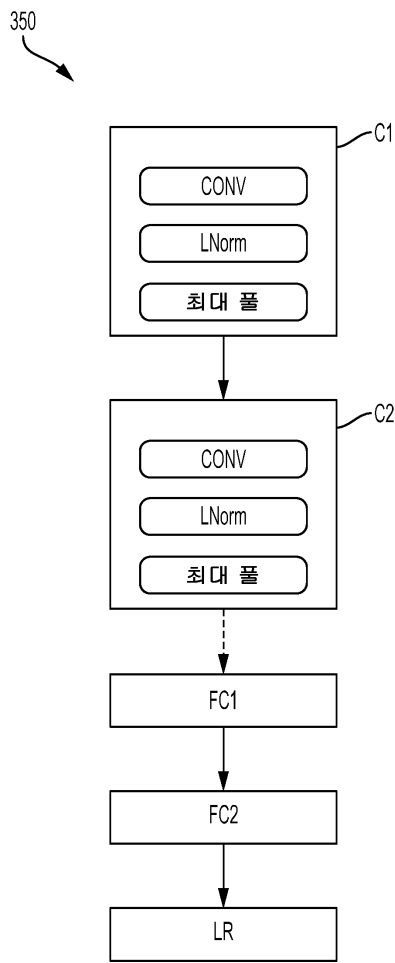 350
C1
CONV
LNorm
최대 풀
C2
CONV
LNorm
최대 풀
FC1
FC2
LR